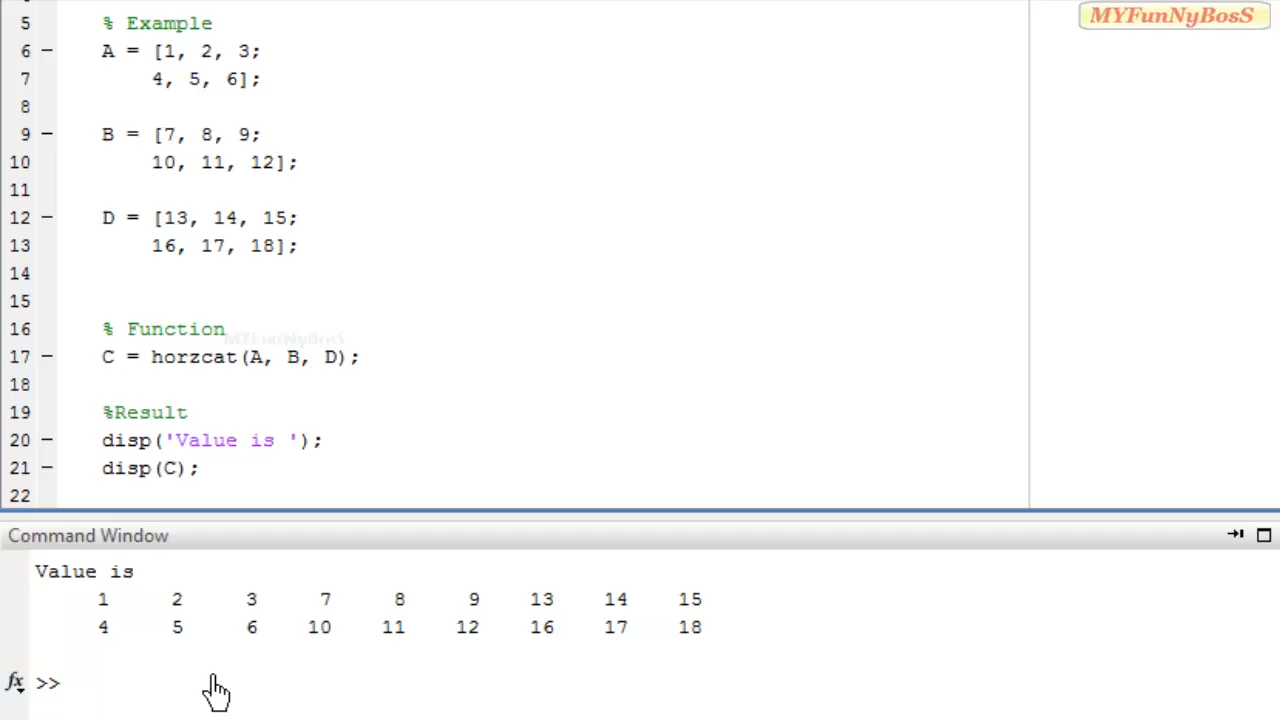 MYFunNyBosS
5 % Example
6 – A = [1, 2, 3;
7 4, 5, 6];
8
9 – B = [7, 8, 9;
10 10, 11, 12];
11
12 – D = [13, 14, 15;
13 16, 17, 18];
14
15
16 % Function
MYFunNyBosS
17 – C = horzcat(A, B, D);
18
19 %Result
20 – disp('Value is ');
21 – disp(C);
22
Command Window
Value is
1 2 3 7 8 9 13 14 15
4 5 6 10 11 12 16 17 18
fx >>